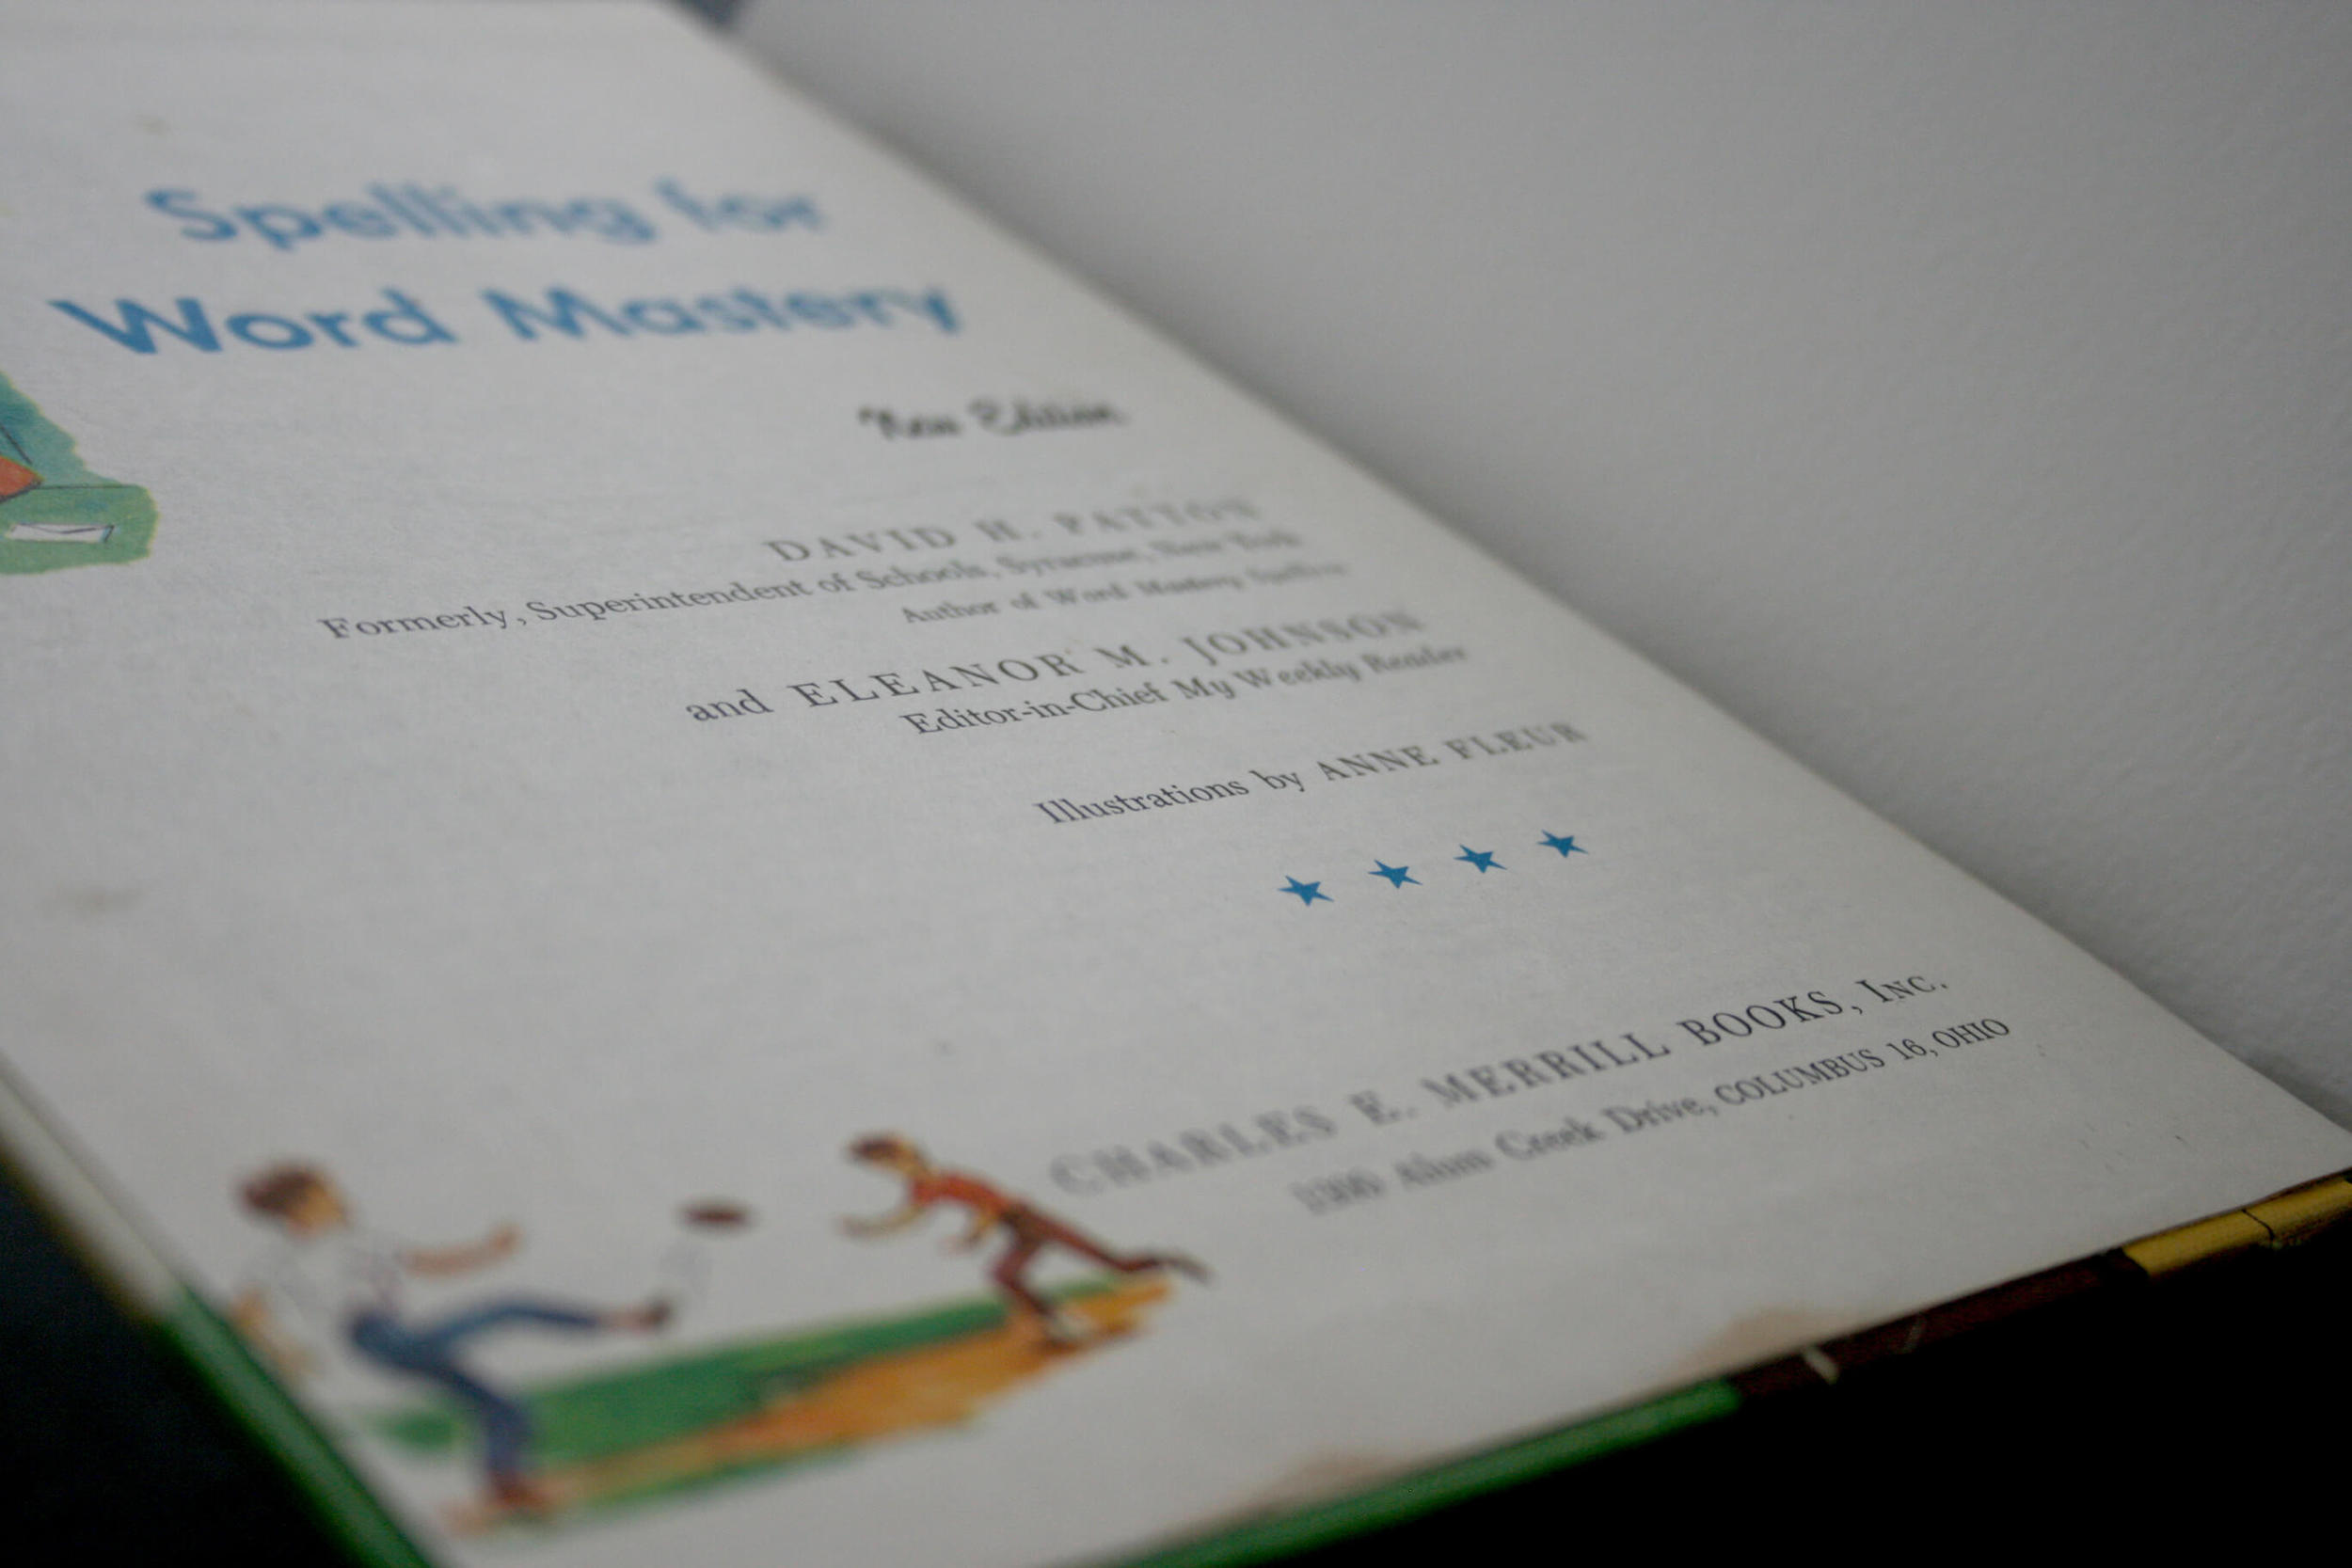 Spelling for
Word Mastery
New Edition
DAVID H. PATTON
Formerly, Superintendent of Schools, Syracuse, New York
Author of Word Mastery Spellers
and ELEANOR M. JOHNSON
Editor-in-Chief My Weekly Reader
Illustrations by ANNE FLEUR
CHARLES E. MERRILL BOOKS, INC.
1300 Alum Creek Drive, COLUMBUS 16, OHIO